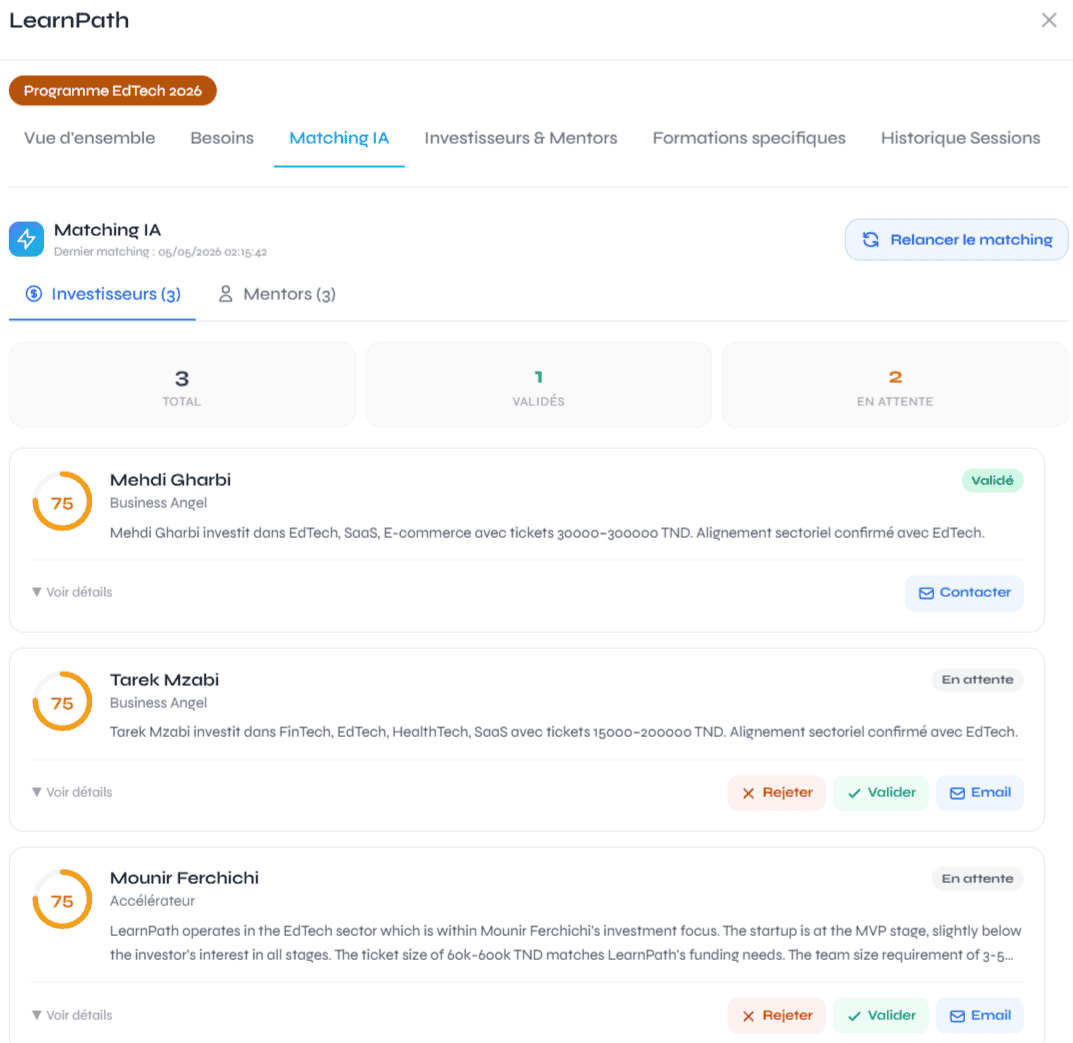 LearnPath
Programme EdTech 2026
Vue d'ensemble Besoins Matching IA Investisseurs & Mentors Formations specifiques Historique Sessions
Matching IA
Dernier matching : 05/05/2026 02:15:42
Relancer le matching
Investisseurs (3) Mentors (3)
3 1 2
TOTAL VALIDÉS EN ATTENTE
Mehdi Gharbi Validé
75
Business Angel
Mehdi Gharbi investit dans EdTech, SaaS, E-commerce avec tickets 30000–300000 TND. Alignement sectoriel confirmé avec EdTech.
▼ Voir détails Contacter
Tarek Mzabi En attente
75
Business Angel
Tarek Mzabi investit dans FinTech, EdTech, HealthTech, SaaS avec tickets 15000–200000 TND. Alignement sectoriel confirmé avec EdTech.
▼ Voir détails Rejeter Valider Email
Mounir Ferchichi En attente
75
Accélérateur
LearnPath operates in the EdTech sector which is within Mounir Ferchichi's investment focus. The startup is at the MVP stage, slightly below
the investor's interest in all stages. The ticket size of 60k-600k TND matches LearnPath's funding needs. The team size requirement of 3-5...
▼ Voir détails Rejeter Valider Email